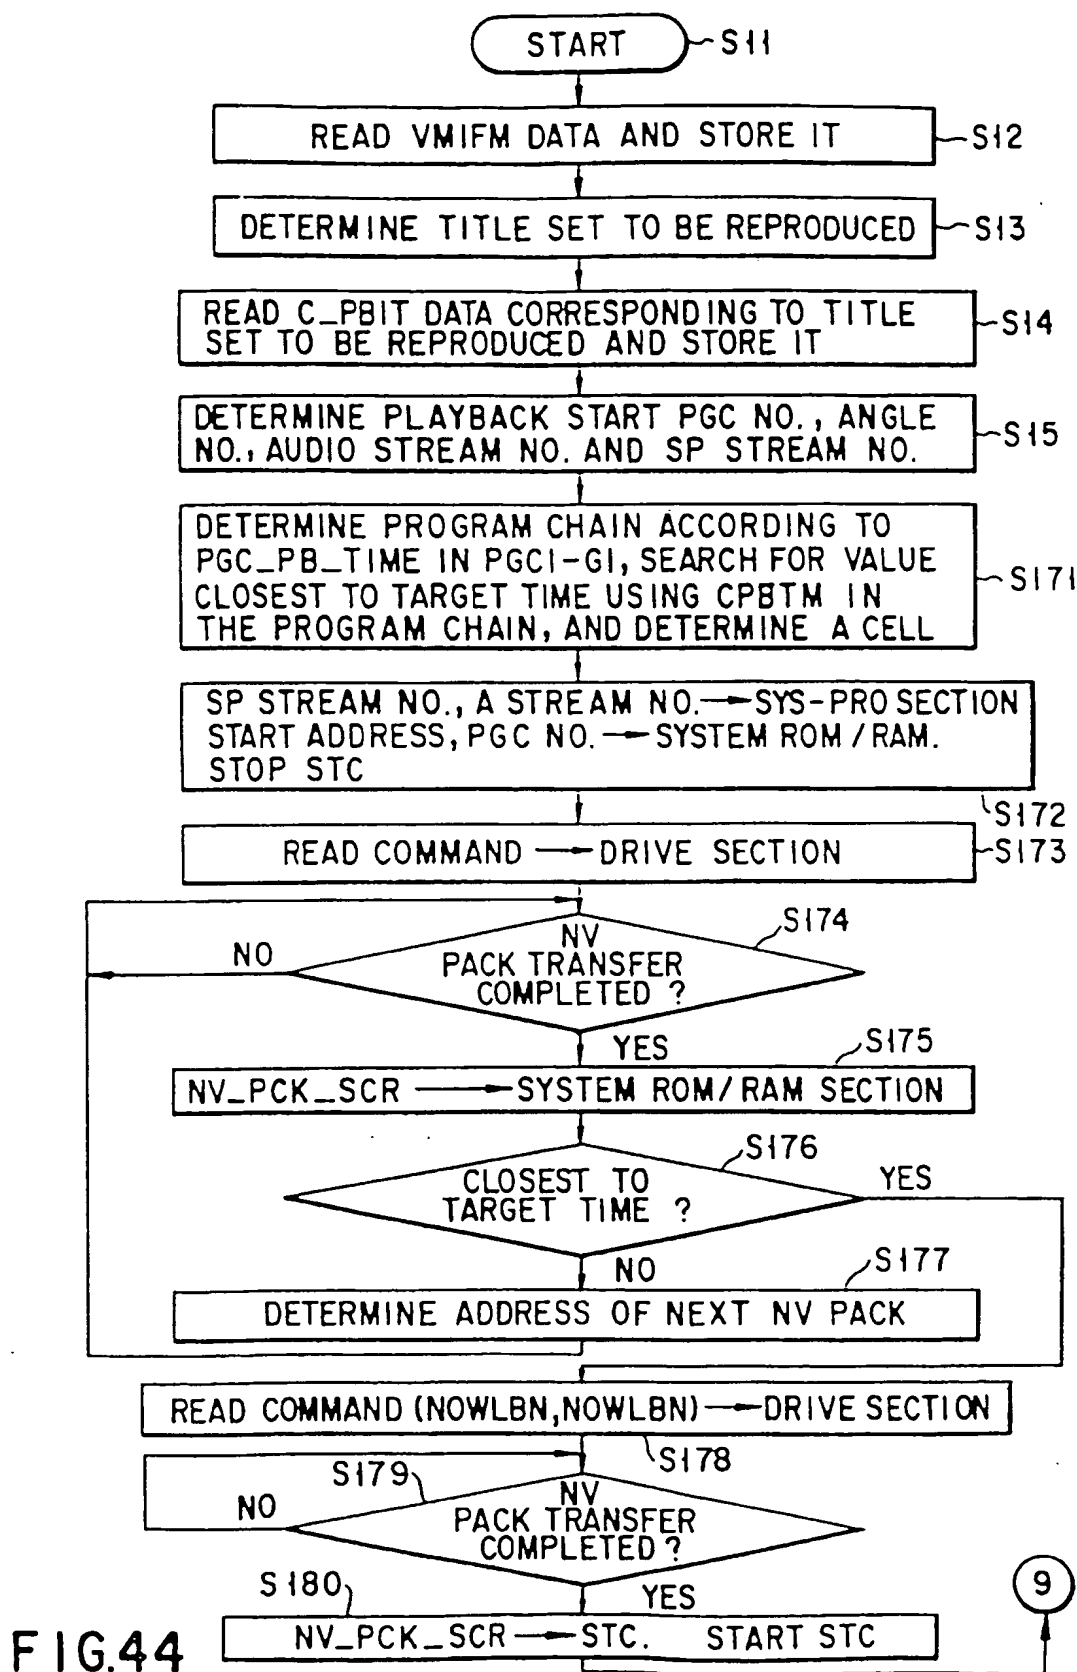 START
S11
READ VMIFM DATA AND STORE IT
S12
DETERMINE TITLE SET TO BE REPRODUCED
S13
READ C_PBIT DATA CORRESPONDING TO TITLE
SET TO BE REPRODUCED AND STORE IT
S14
DETERMINE PLAYBACK START PGC NO., ANGLE
NO., AUDIO STREAM NO. AND SP STREAM NO.
S15
DETERMINE PROGRAM CHAIN ACCORDING TO
PGC_PB_TIME IN PGCI-GI, SEARCH FOR VALUE
CLOSEST TO TARGET TIME USING CPBTM IN
THE PROGRAM CHAIN, AND DETERMINE A CELL
S171
SP STREAM NO., A STREAM NO.→SYS-PRO SECTION
START ADDRESS, PGC NO.→SYSTEM ROM/RAM.
STOP STC
S172
READ COMMAND→DRIVE SECTION
S173
S174
NV
PACK TRANSFER
COMPLETED ?
NO
YES
S175
NV_PCK_SCR→SYSTEM ROM/RAM SECTION
S176
CLOSEST TO
TARGET TIME ?
YES
NO
S177
DETERMINE ADDRESS OF NEXT NV PACK
READ COMMAND (NOWLBN,NOWLBN)→DRIVE SECTION
S178
S179
NV
PACK TRANSFER
COMPLETED ?
NO
YES
S180
NV_PCK_SCR→STC. START STC
9
FIG.44